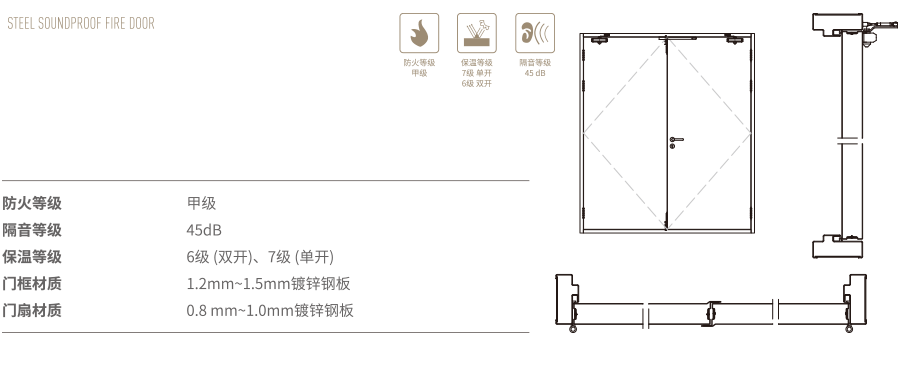 STEEL SOUNDPROOF FIRE DOOR
防火等级
甲级
保温等级
7级 单开
6级 双开
隔音等级
45 dB
防火等级 甲级
隔音等级 45dB
保温等级 6级 (双开)、7级 (单开)
门框材质 1.2mm~1.5mm镀锌钢板
门扇材质 0.8 mm~1.0mm镀锌钢板